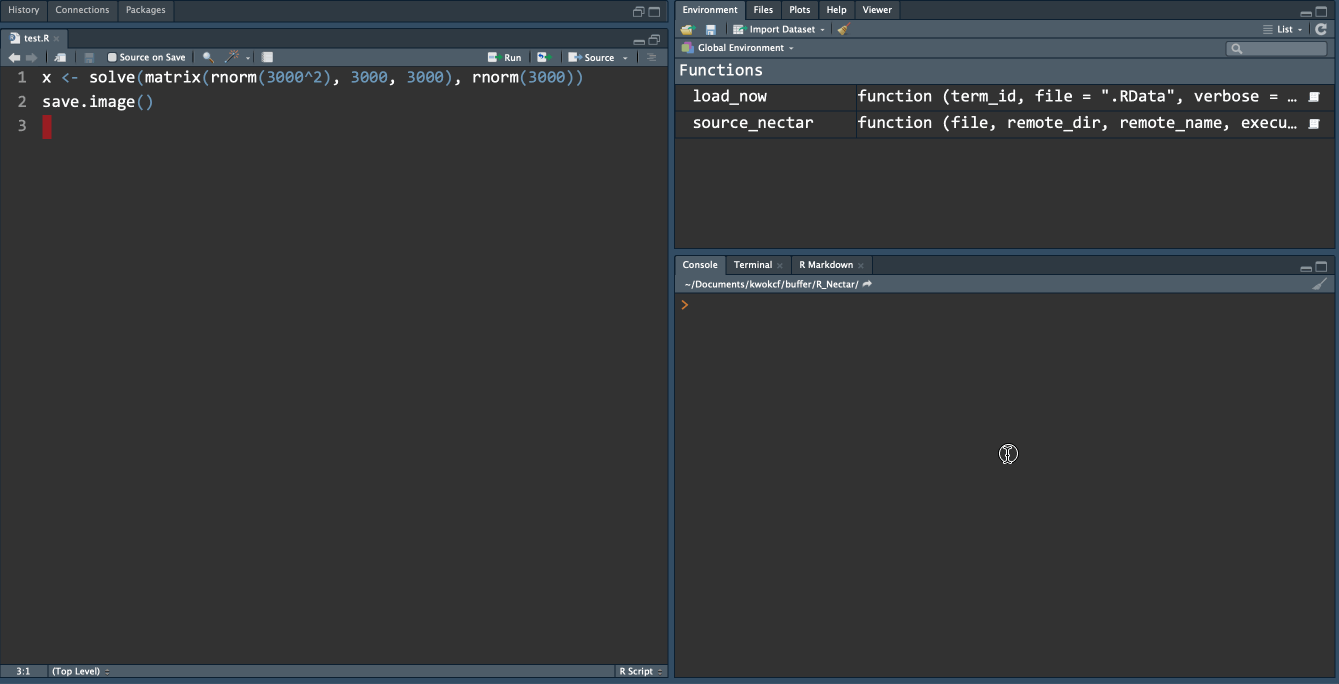 History Connections Packages
test.R
Source on Save Run Source
1 x <- solve(matrix(rnorm(3000^2), 3000, 3000), rnorm(3000))
2 save.image()
3
3:1 (Top Level) R Script
Environment Files Plots Help Viewer
Import Dataset List
Global Environment
Functions
load_now function (term_id, file = ".RData", verbose = …
source_nectar function (file, remote_dir, remote_name, execu…
Console Terminal R Markdown
~/Documents/kwokcf/buffer/R_Nectar/
>